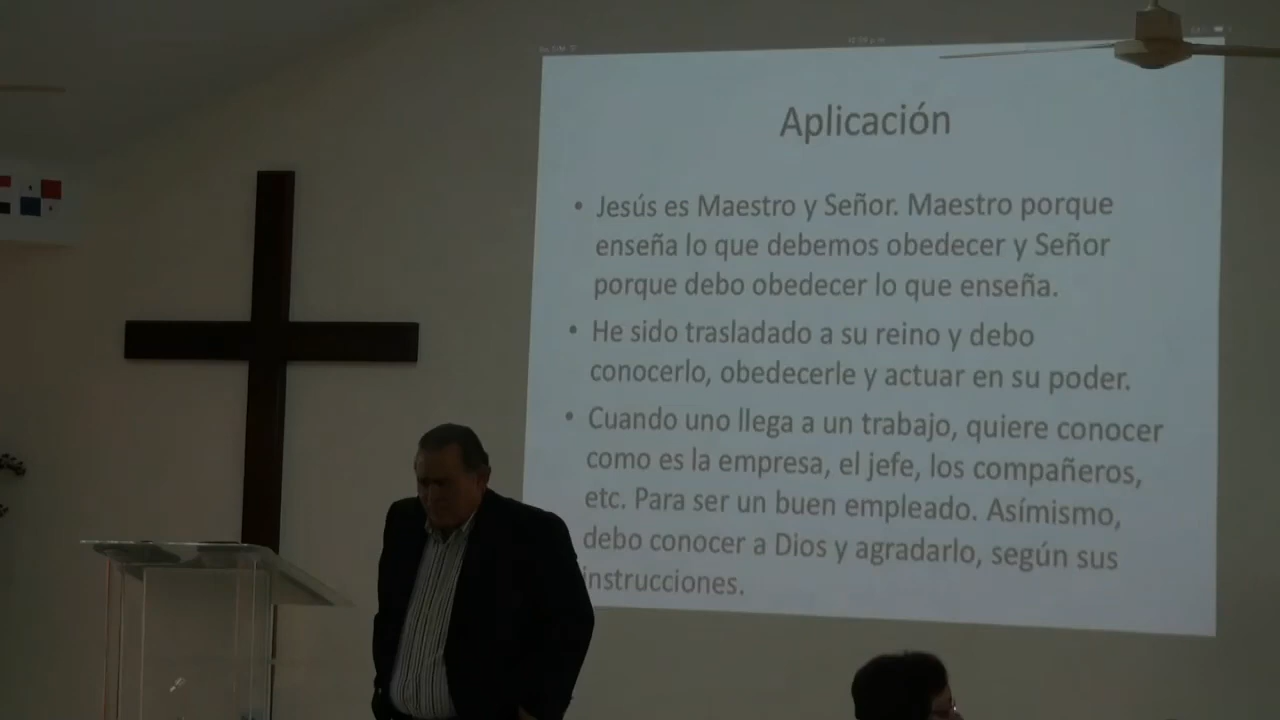 Aplicación
• Jesús es Maestro y Señor. Maestro porque
enseña lo que debemos obedecer y Señor
porque debo obedecer lo que enseña.
• He sido trasladado a su reino y debo
conocerlo, obedecerle y actuar en su poder.
• Cuando uno llega a un trabajo, quiere conocer
como es la empresa, el jefe, los compañeros,
etc. Para ser un buen empleado. Asímismo,
debo conocer a Dios y agradarlo, según sus
instrucciones.